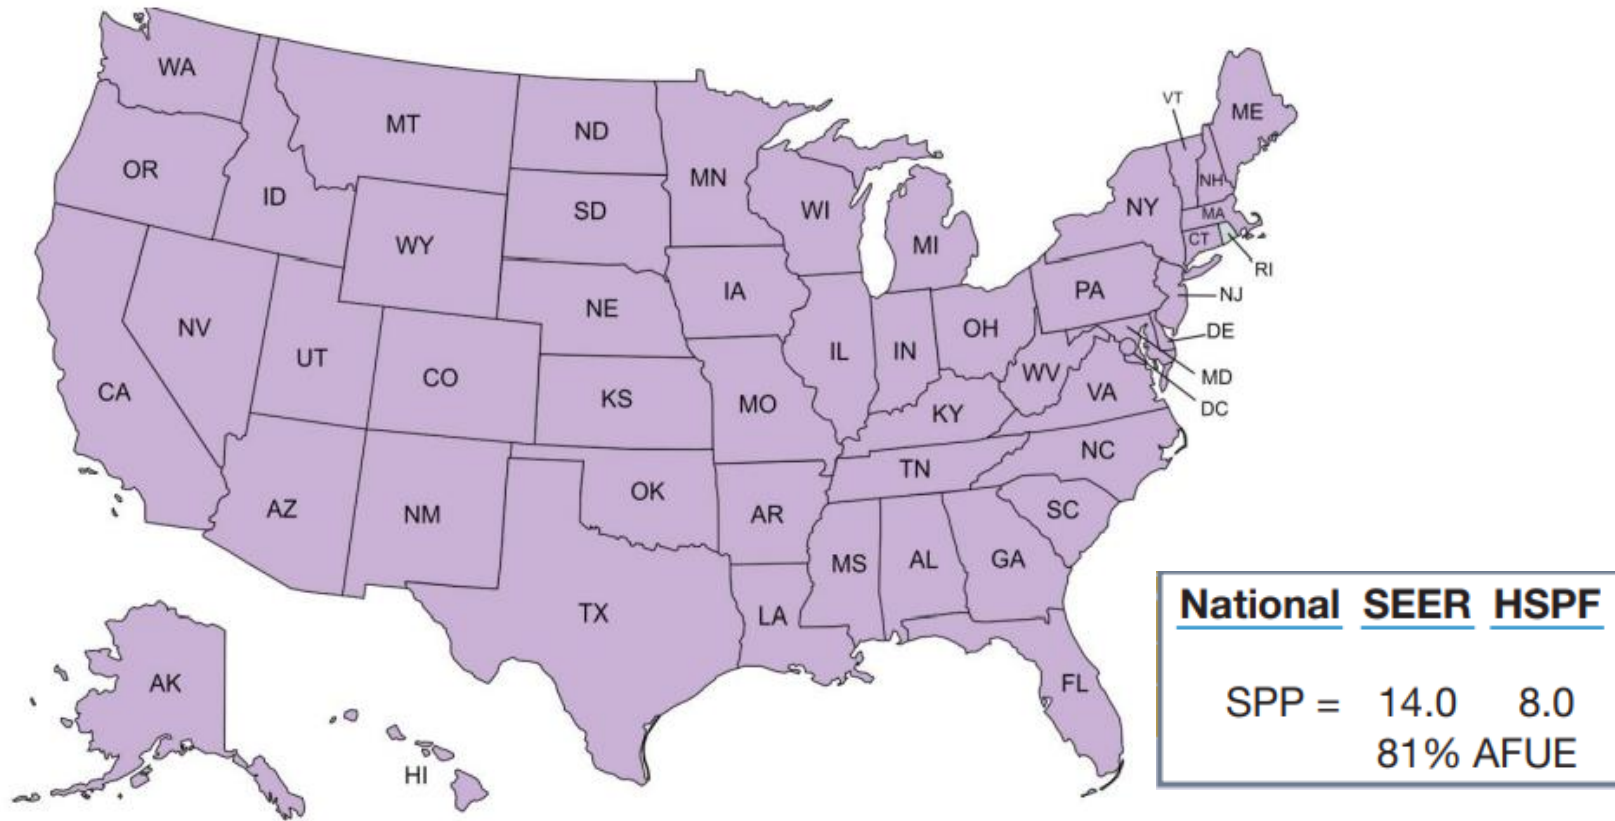 WA
MT
ND
MN
OR
ID
SD
WI
WY
MI
NY
VT
ME
NH
MA
CT
RI
NV
UT
CO
NE
IA
IL
IN
OH
PA
NJ
DE
MD
DC
CA
KS
MO
KY
WV
VA
AZ
NM
OK
AR
TN
NC
SC
TX
LA
MS
AL
GA
FL
AK
HI
National SEER HSPF
SPP = 14.0 8.0
81% AFUE